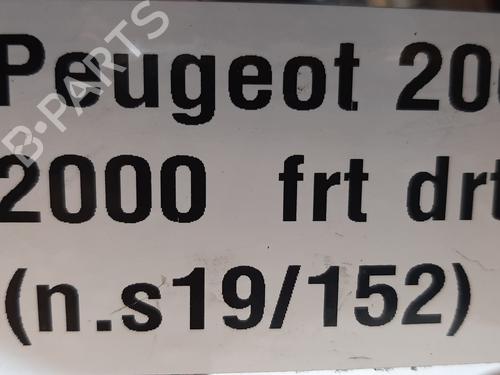 Peugeot 20
2000 frt drt
(n.s19/152)
B-PARTS